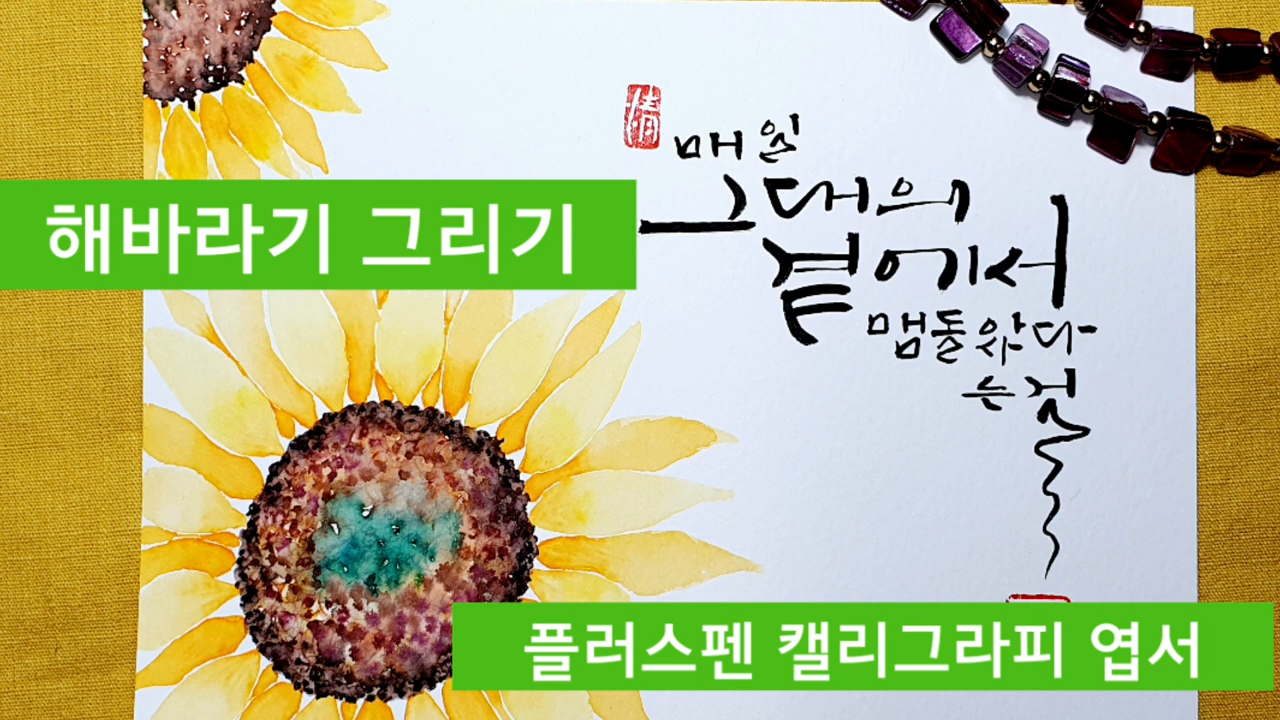 情
매일
그대의
곁에서
맴돌았다
는걸
해바라기 그리기
플러스펜 캘리그라피 엽서